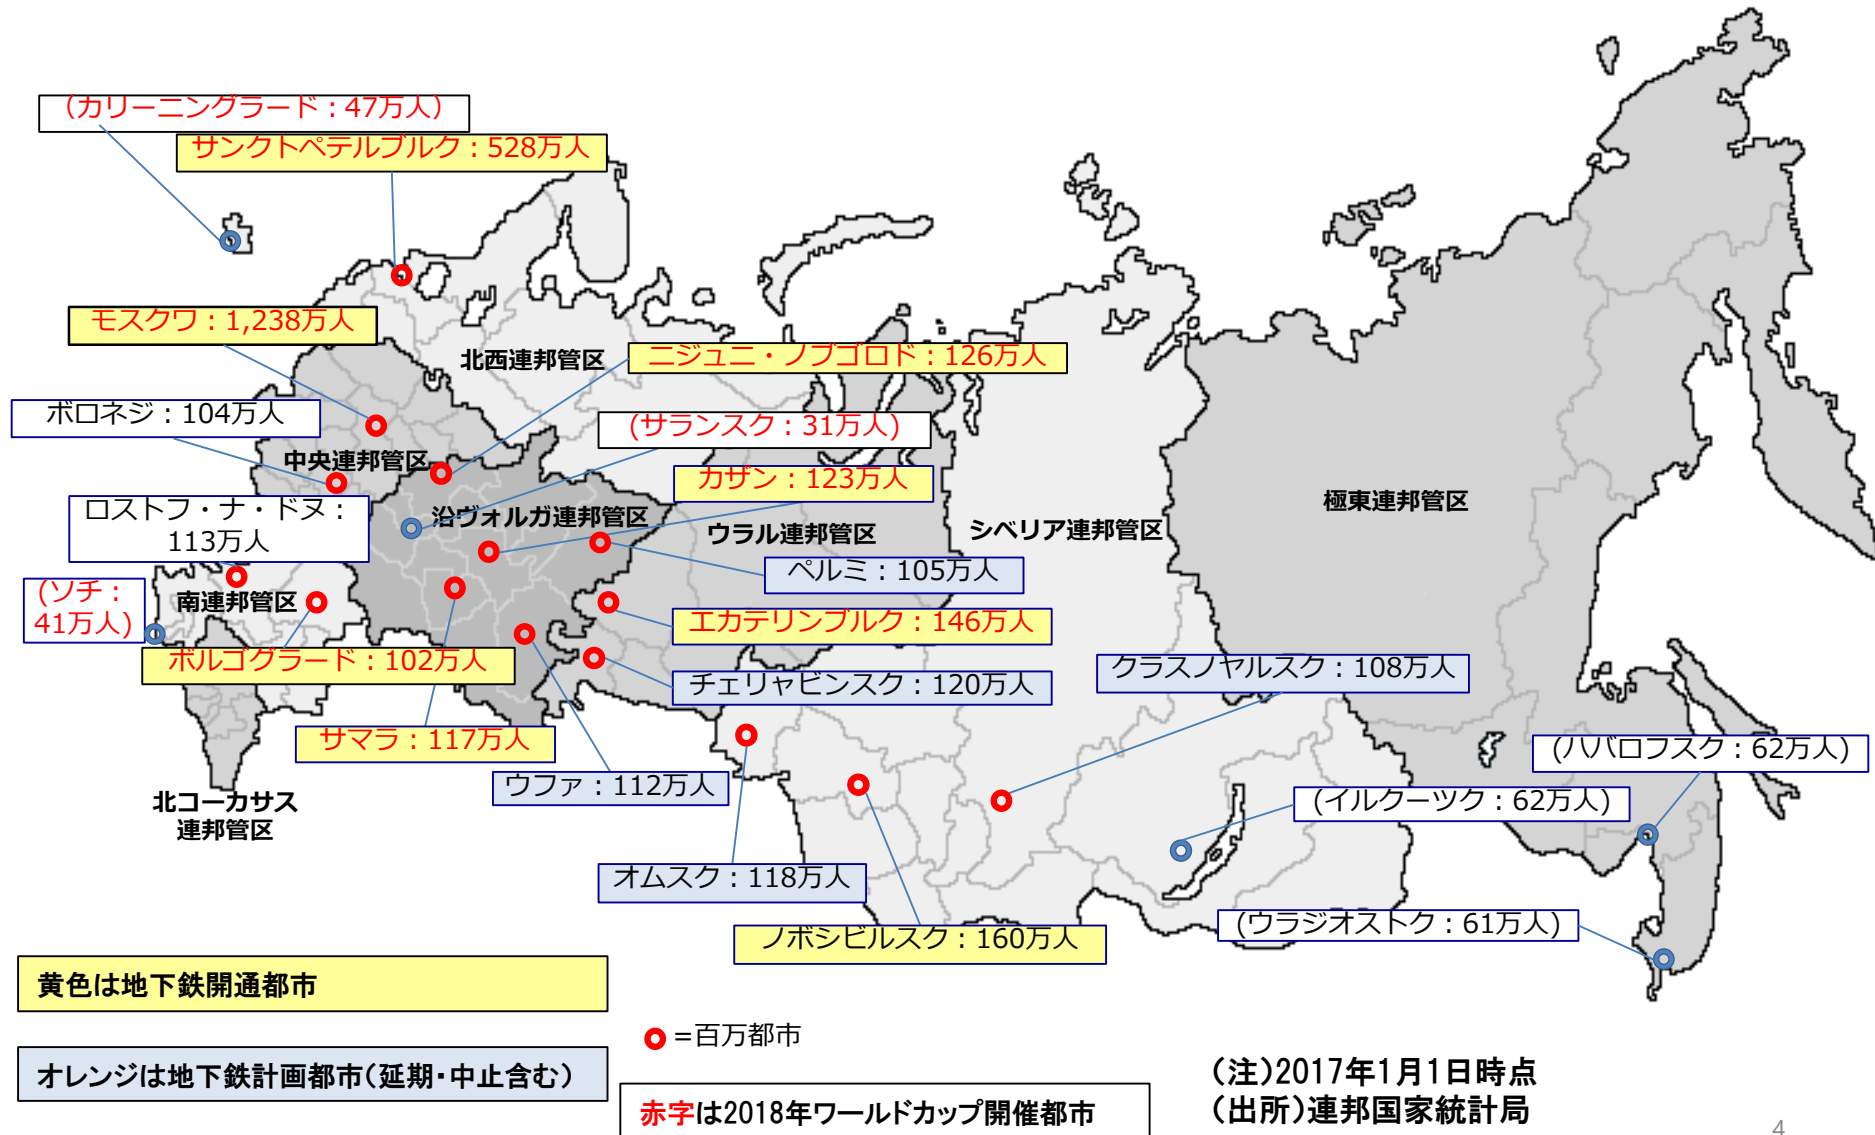 (カリーニングラード：47万人)
サンクトペテルブルク：528万人
モスクワ：1,238万人
北西連邦管区
ニジュニ・ノブゴロド：126万人
ボロネジ：104万人
(サランスク：31万人)
中央連邦管区
カザン：123万人
ロストフ・ナ・ドヌ：
113万人
沿ヴォルガ連邦管区
ウラル連邦管区
シベリア連邦管区
極東連邦管区
ペルミ：105万人
(ソチ：
41万人)
南連邦管区
エカテリンブルク：146万人
ボルゴグラード：102万人
チェリャビンスク：120万人
クラスノヤルスク：108万人
サマラ：117万人
(ハバロフスク：62万人)
ウファ：112万人
北コーカサス
連邦管区
(イルクーツク：62万人)
オムスク：118万人
ノボシビルスク：160万人
(ウラジオストク：61万人)
黄色は地下鉄開通都市
=百万都市
オレンジは地下鉄計画都市(延期・中止含む)
赤字は2018年ワールドカップ開催都市
(注)2017年1月1日時点
(出所)連邦国家統計局
4